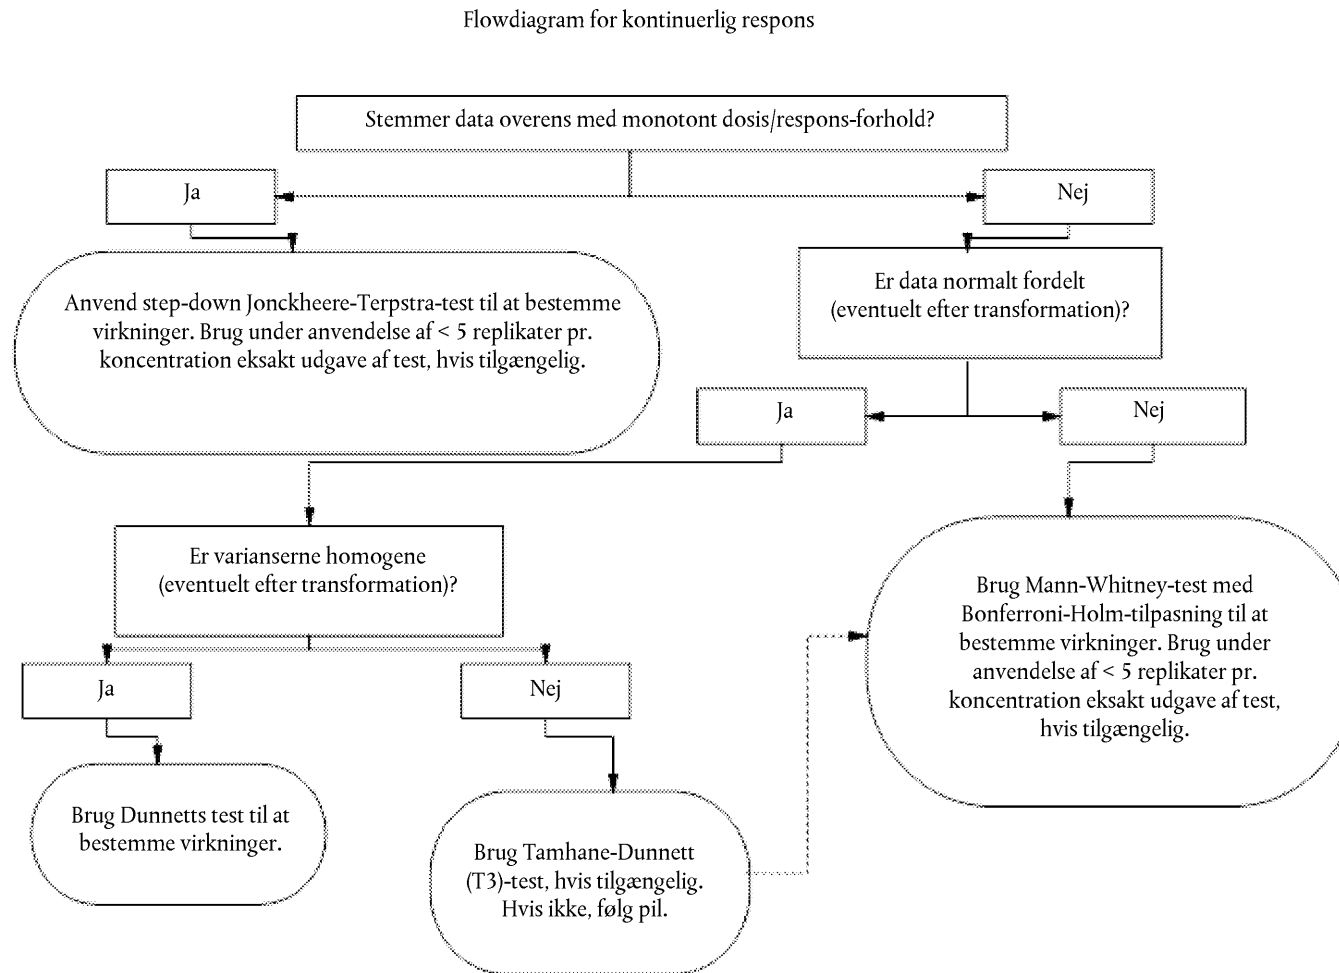 Flowdiagram for kontinuerlig respons
Stemmer data overens med monotont dosis/respons-forhold?
Ja
Nej
Anvend step-down Jonckheere-Terpstra-test til at bestemme
virkninger. Brug under anvendelse af < 5 replikater pr.
koncentration eksakt udgave af test, hvis tilgængelig.
Er data normalt fordelt
(eventuelt efter transformation)?
Ja
Nej
Er varianserne homogene
(eventuelt efter transformation)?
Brug Mann-Whitney-test med
Bonferroni-Holm-tilpasning til at
bestemme virkninger. Brug under
anvendelse af < 5 replikater pr.
koncentration eksakt udgave af test,
hvis tilgængelig.
Ja
Nej
Brug Dunnetts test til at
bestemme virkninger.
Brug Tamhane-Dunnett
(T3)-test, hvis tilgængelig.
Hvis ikke, følg pil.